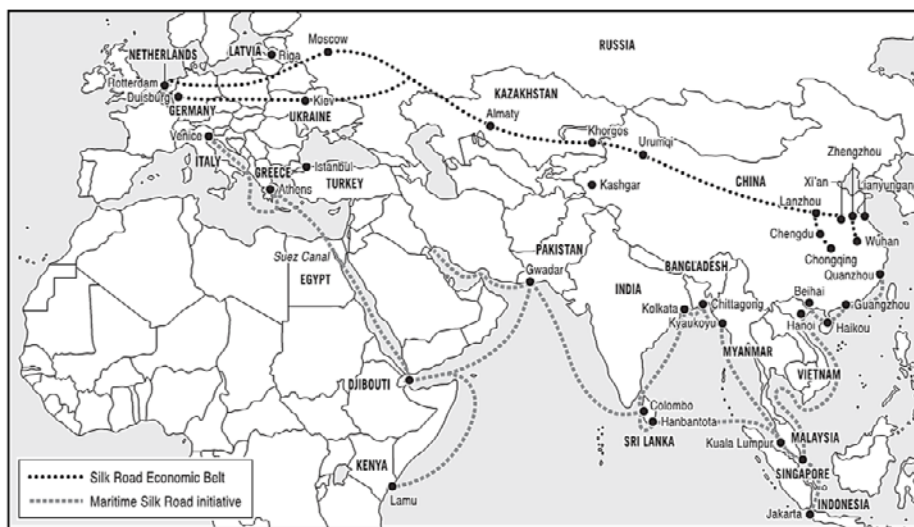 Moscow
RUSSIA
NETHERLANDS
LATVIA
Riga
Rotterdam
Duisburg
GERMANY
Kiev
UKRAINE
KAZAKHSTAN
Almaty
Khorgos
Urumqi
Venice
ITALY
GREECE
Istanbul
TURKEY
Athens
Kashgar
CHINA
Zhengzhou
Xi'an
Lianyungan
Lanzhou
Chengdu
Wuhan
Chongqing
Quanzhou
Suez Canal
EGYPT
PAKISTAN
Gwadar
BANGLADESH
INDIA
Kolkata
Chittagong
Kyaukoyu
MYANMAR
Beihai
Guangzhou
Hanoi
Haikou
VIETNAM
DJIBOUTI
Colombo
Hanbantota
SRI LANKA
Kuala Lumpur
MALAYSIA
SINGAPORE
INDONESIA
Jakarta
KENYA
Lamu
Silk Road Economic Belt
Maritime Silk Road initiative